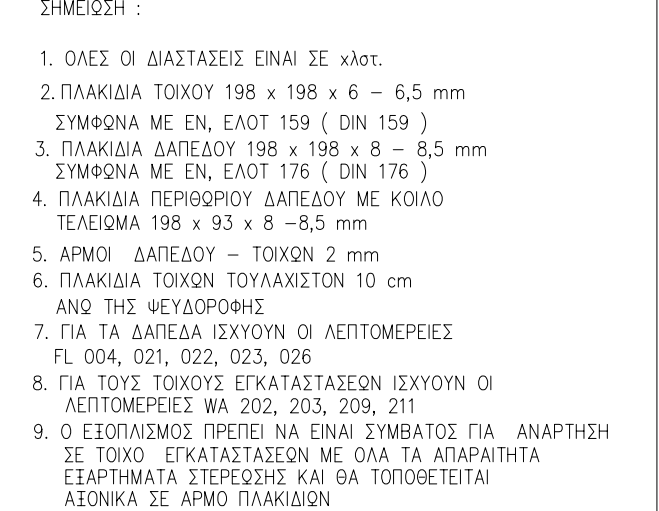 ΣΗΜΕΙΩΣΗ :
1. ΟΛΕΣ ΟΙ ΔΙΑΣΤΑΣΕΙΣ ΕΙΝΑΙ ΣΕ χλστ.
2. ΠΛΑΚΙΔΙΑ ΤΟΙΧΟΥ 198 x 198 x 6 – 6,5 mm
ΣΥΜΦΩΝΑ ΜΕ ΕΝ, ΕΛΟΤ 159 ( DIN 159 )
3. ΠΛΑΚΙΔΙΑ ΔΑΠΕΔΟΥ 198 x 198 x 8 – 8,5 mm
ΣΥΜΦΩΝΑ ΜΕ ΕΝ, ΕΛΟΤ 176 ( DIN 176 )
4. ΠΛΑΚΙΔΙΑ ΠΕΡΙΘΩΡΙΟΥ ΔΑΠΕΔΟΥ ΜΕ ΚΟΙΛΟ
ΤΕΛΕΙΩΜΑ 198 x 93 x 8 –8,5 mm
5. ΑΡΜΟΙ ΔΑΠΕΔΟΥ – ΤΟΙΧΩΝ 2 mm
6. ΠΛΑΚΙΔΙΑ ΤΟΙΧΩΝ ΤΟΥΛΑΧΙΣΤΟΝ 10 cm
ΑΝΩ ΤΗΣ ΨΕΥΔΟΡΟΦΗΣ
7. ΓΙΑ ΤΑ ΔΑΠΕΔΑ ΙΣΧΥΟΥΝ ΟΙ ΛΕΠΤΟΜΕΡΕΙΕΣ
FL 004, 021, 022, 023, 026
8. ΓΙΑ ΤΟΥΣ ΤΟΙΧΟΥΣ ΕΓΚΑΤΑΣΤΑΣΕΩΝ ΙΣΧΥΟΥΝ ΟΙ
ΛΕΠΤΟΜΕΡΕΙΕΣ WA 202, 203, 209, 211
9. Ο ΕΞΟΠΛΙΣΜΟΣ ΠΡΕΠΕΙ ΝΑ ΕΙΝΑΙ ΣΥΜΒΑΤΟΣ ΓΙΑ ΑΝΑΡΤΗΣΗ
ΣΕ ΤΟΙΧΟ ΕΓΚΑΤΑΣΤΑΣΕΩΝ ΜΕ ΟΛΑ ΤΑ ΑΠΑΡΑΙΤΗΤΑ
ΕΞΑΡΤΗΜΑΤΑ ΣΤΕΡΕΩΣΗΣ ΚΑΙ ΘΑ ΤΟΠΟΘΕΤΕΙΤΑΙ
ΑΞΟΝΙΚΑ ΣΕ ΑΡΜΟ ΠΛΑΚΙΔΙΩΝ